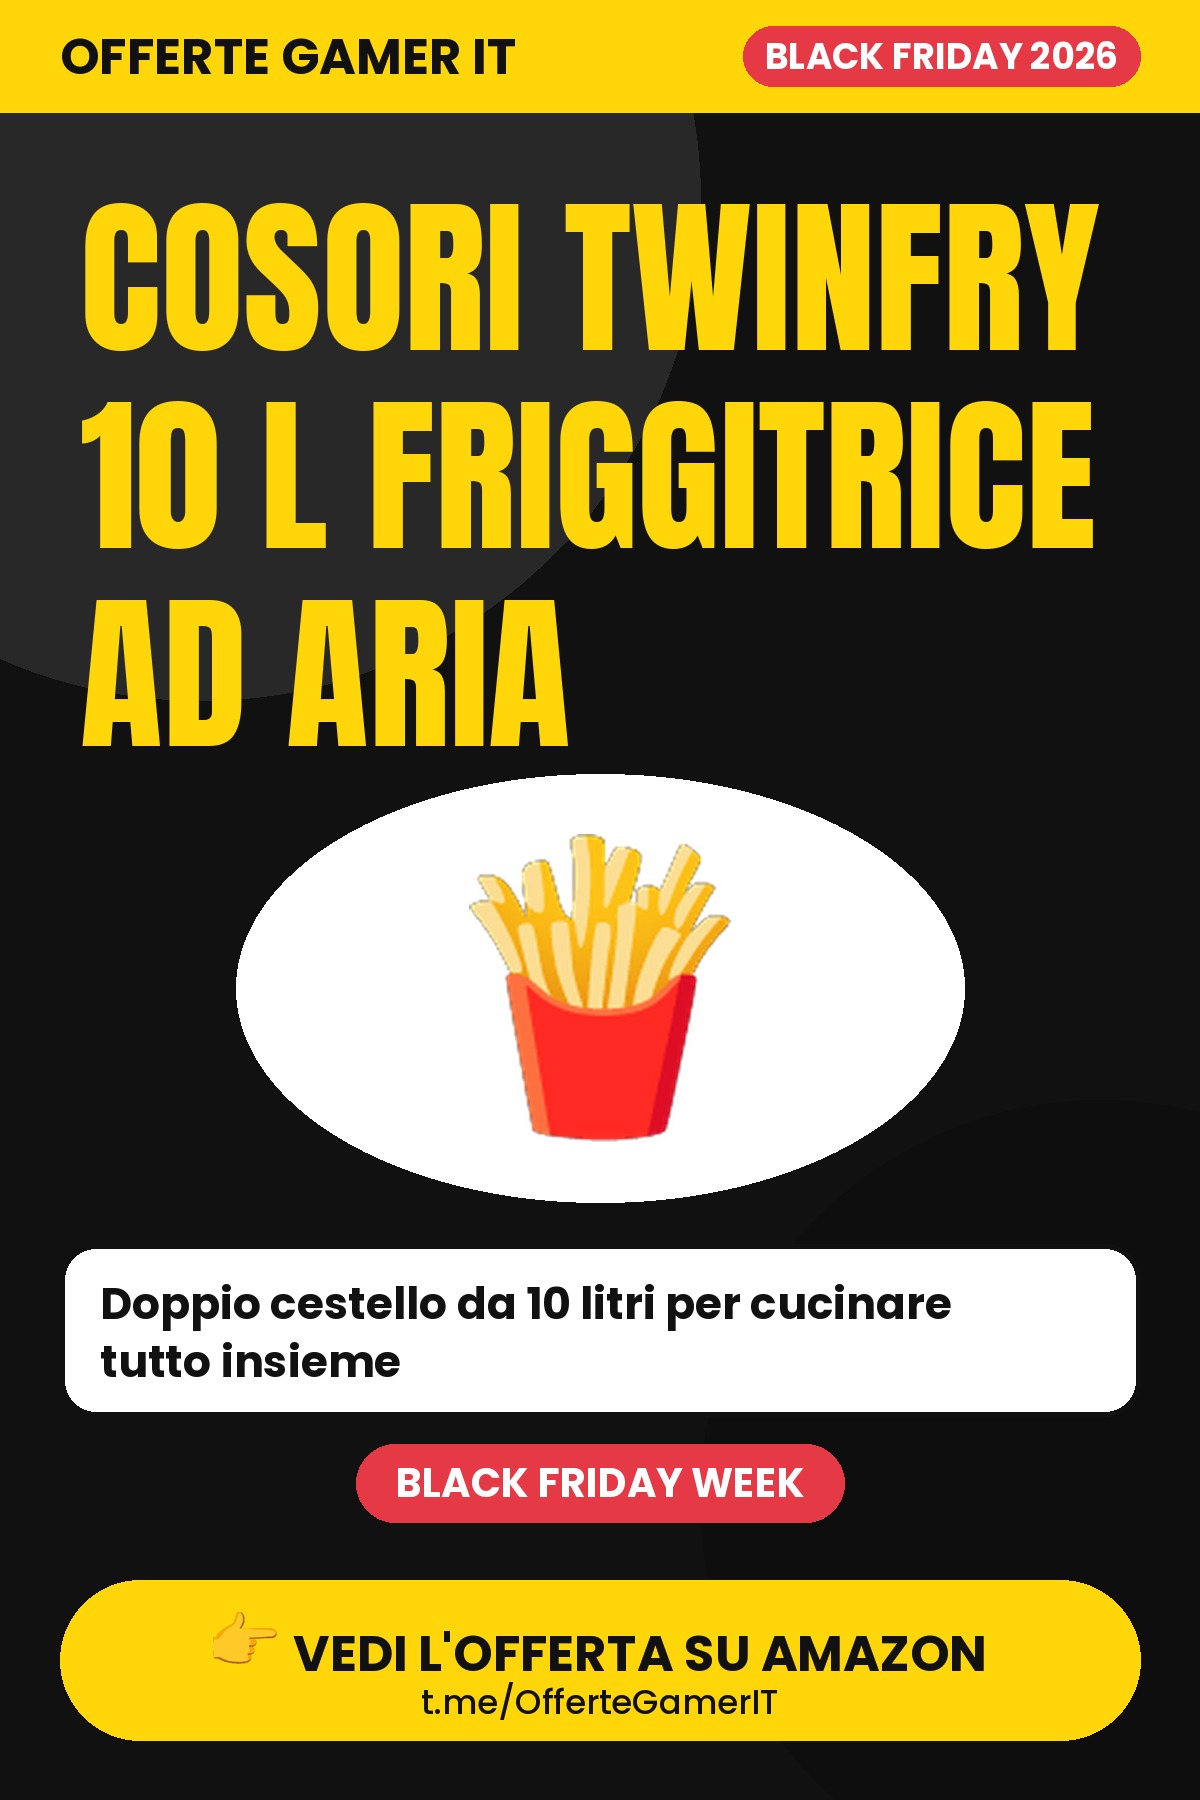 OFFERTE GAMER IT
BLACK FRIDAY 2026
COSORI TWINFRY
10 L FRIGGITRICE
AD ARIA
Doppio cestello da 10 litri per cucinare
tutto insieme
BLACK FRIDAY WEEK
👉 VEDI L'OFFERTA SU AMAZON
t.me/OfferteGamerIT